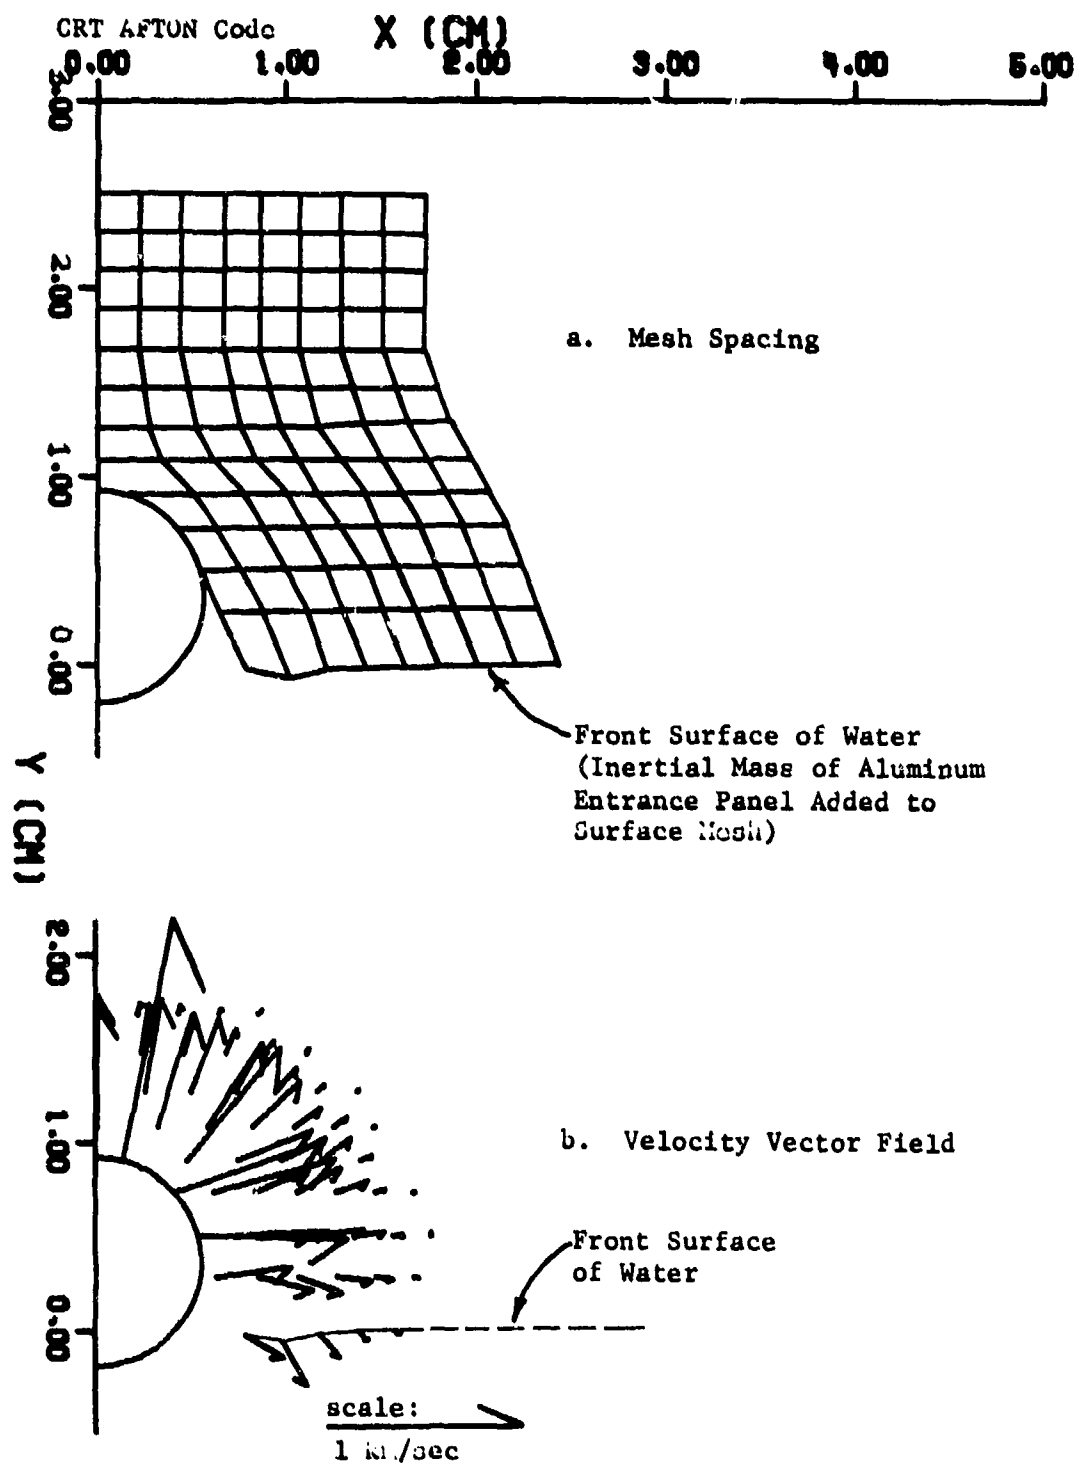 CRT AFTON Code
X (CM)
0.00 1.00 2.00 3.00 4.00 5.00
3.00
2.00
1.00
0.00
Y (CM)
a. Mesh Spacing
Front Surface of Water
(Inertial Mass of Aluminum
Entrance Panel Added to
Surface Mesh)
2.00
1.00
0.00
b. Velocity Vector Field
Front Surface
of Water
scale:
1 km/sec